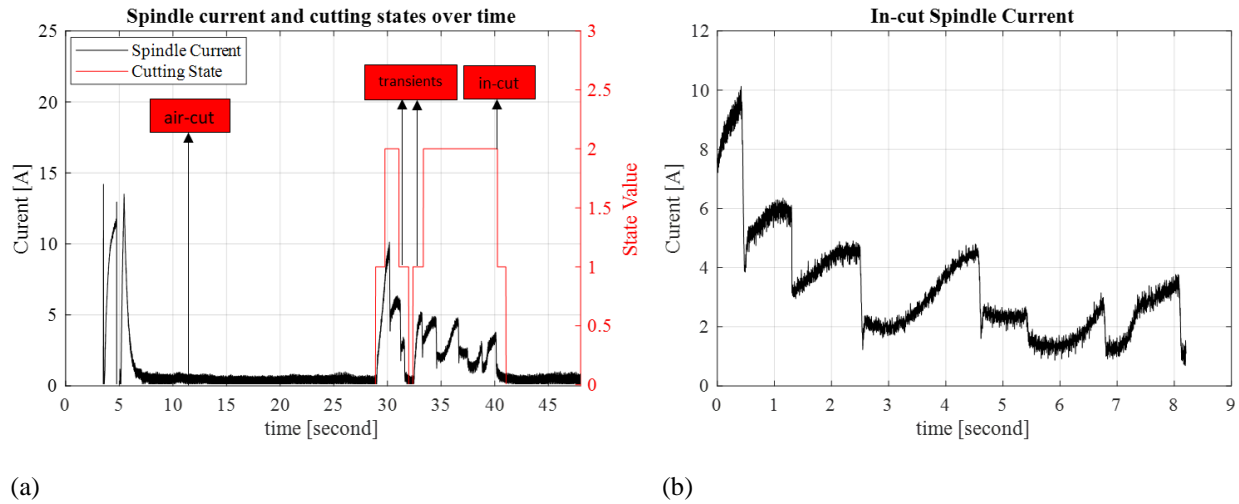 Spindle current and cutting states over time
25
20
15
10
5
0
Curent [A]
Spindle Current
Cutting State
air-cut
transients
in-cut
3
2.5
2
1.5
1
0.5
0
State Value
0 5 10 15 20 25 30 35 40 45
time [second]
(a)
In-cut Spindle Current
12
10
8
6
4
2
0
Curent [A]
0 1 2 3 4 5 6 7 8 9
time [second]
(b)